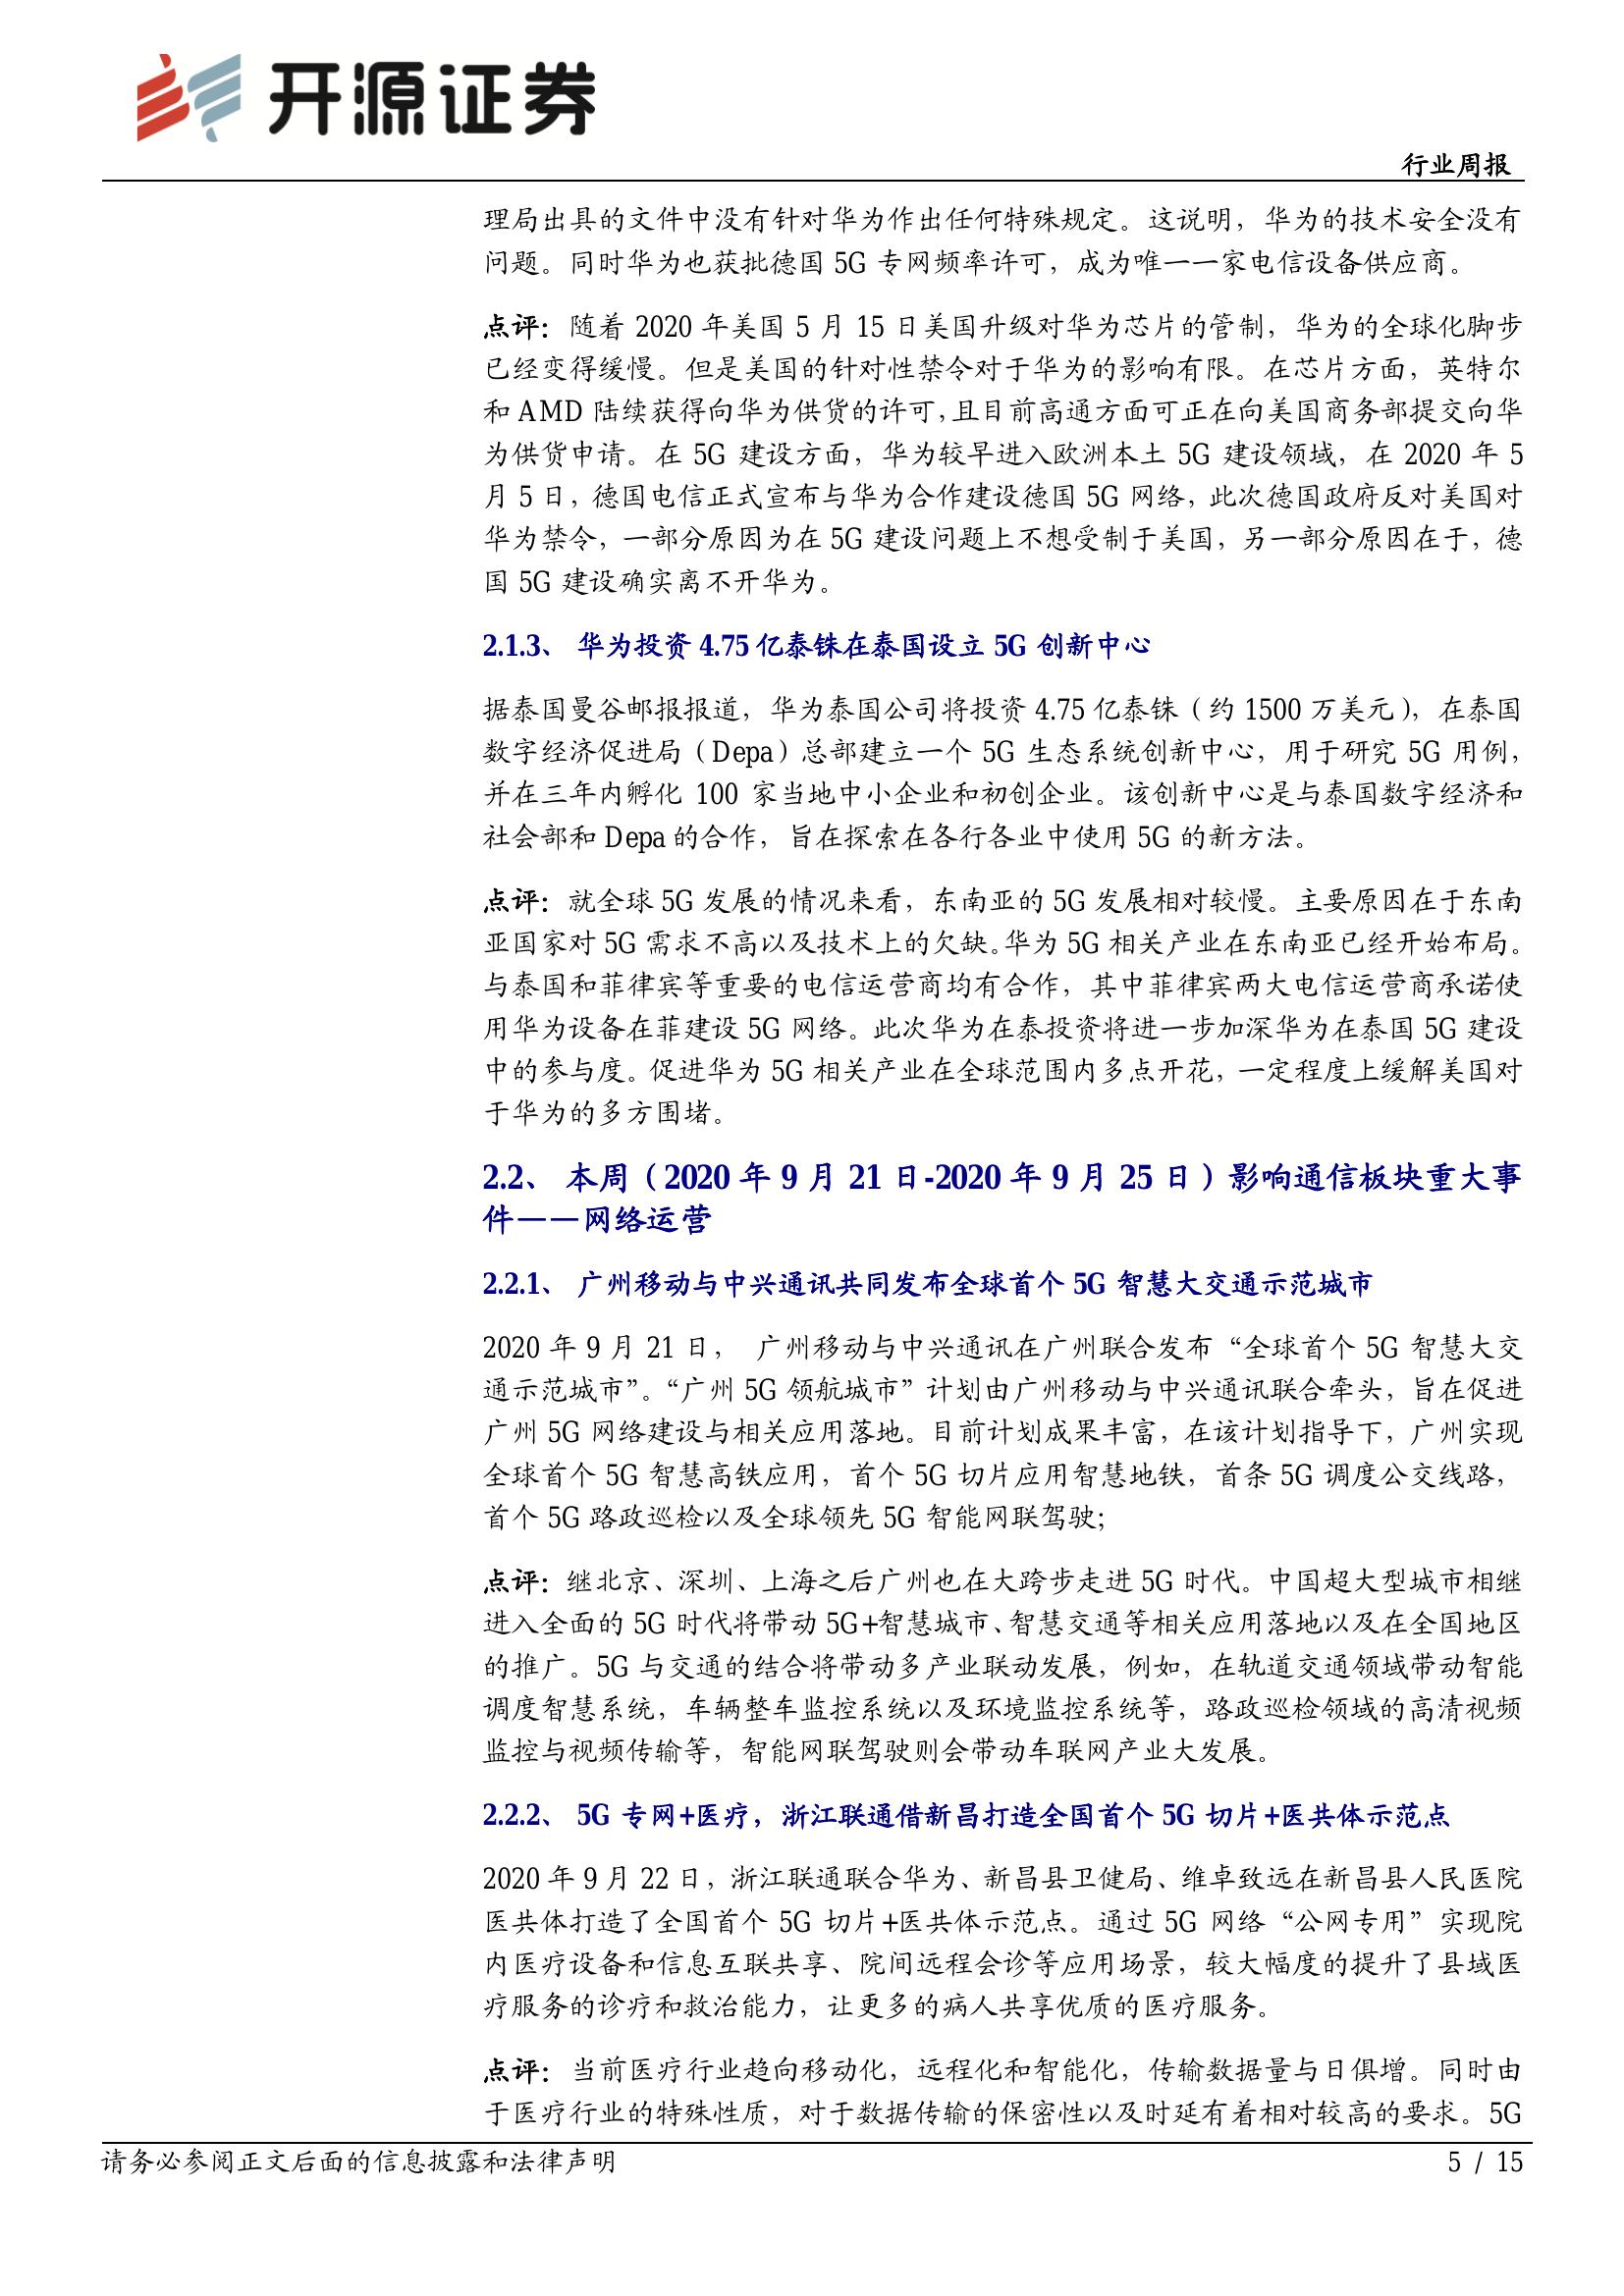 开源证券
行业周报
理局出具的文件中没有针对华为作出任何特殊规定。这说明，华为的技术安全没有
问题。同时华为也获批德国 5G 专网频率许可，成为唯一一家电信设备供应商。
点评：随着 2020 年美国 5 月 15 日美国升级对华为芯片的管制，华为的全球化脚步
已经变得缓慢。但是美国的针对性禁令对于华为的影响有限。在芯片方面，英特尔
和 AMD 陆续获得向华为供货的许可，且目前高通方面可正在向美国商务部提交向华
为供货申请。在 5G 建设方面，华为较早进入欧洲本土 5G 建设领域，在 2020 年 5
月 5 日，德国电信正式宣布与华为合作建设德国 5G 网络，此次德国政府反对美国对
华为禁令，一部分原因为在 5G 建设问题上不想受制于美国，另一部分原因在于，德
国 5G 建设确实离不开华为。
2.1.3、 华为投资 4.75 亿泰铢在泰国设立 5G 创新中心
据泰国曼谷邮报报道，华为泰国公司将投资 4.75 亿泰铢（约 1500 万美元），在泰国
数字经济促进局（Depa）总部建立一个 5G 生态系统创新中心，用于研究 5G 用例，
并在三年内孵化 100 家当地中小企业和初创企业。该创新中心是与泰国数字经济和
社会部和 Depa 的合作，旨在探索在各行各业中使用 5G 的新方法。
点评：就全球 5G 发展的情况来看，东南亚的 5G 发展相对较慢。主要原因在于东南
亚国家对 5G 需求不高以及技术上的欠缺。华为 5G 相关产业在东南亚已经开始布局。
与泰国和菲律宾等重要的电信运营商均有合作，其中菲律宾两大电信运营商承诺使
用华为设备在菲建设 5G 网络。此次华为在泰投资将进一步加深华为在泰国 5G 建设
中的参与度。促进华为 5G 相关产业在全球范围内多点开花，一定程度上缓解美国对
于华为的多方围堵。
2.2、 本周（2020 年 9 月 21 日-2020 年 9 月 25 日）影响通信板块重大事
件——网络运营
2.2.1、 广州移动与中兴通讯共同发布全球首个 5G 智慧大交通示范城市
2020 年 9 月 21 日， 广州移动与中兴通讯在广州联合发布“全球首个 5G 智慧大交
通示范城市”。“广州 5G 领航城市”计划由广州移动与中兴通讯联合牵头，旨在促进
广州 5G 网络建设与相关应用落地。目前计划成果丰富，在该计划指导下，广州实现
全球首个 5G 智慧高铁应用，首个 5G 切片应用智慧地铁，首条 5G 调度公交线路，
首个 5G 路政巡检以及全球领先 5G 智能网联驾驶；
点评：继北京、深圳、上海之后广州也在大跨步走进 5G 时代。中国超大型城市相继
进入全面的 5G 时代将带动 5G+智慧城市、智慧交通等相关应用落地以及在全国地区
的推广。5G 与交通的结合将带动多产业联动发展，例如，在轨道交通领域带动智能
调度智慧系统，车辆整车监控系统以及环境监控系统等，路政巡检领域的高清视频
监控与视频传输等，智能网联驾驶则会带动车联网产业大发展。
2.2.2、 5G 专网+医疗，浙江联通借新昌打造全国首个 5G 切片+医共体示范点
2020 年 9 月 22 日，浙江联通联合华为、新昌县卫健局、维卓致远在新昌县人民医院
医共体打造了全国首个 5G 切片+医共体示范点。通过 5G 网络“公网专用”实现院
内医疗设备和信息互联共享、院间远程会诊等应用场景，较大幅度的提升了县域医
疗服务的诊疗和救治能力，让更多的病人共享优质的医疗服务。
点评：当前医疗行业趋向移动化，远程化和智能化，传输数据量与日俱增。同时由
于医疗行业的特殊性质，对于数据传输的保密性以及时延有着相对较高的要求。5G
请务必参阅正文后面的信息披露和法律声明
5 / 15